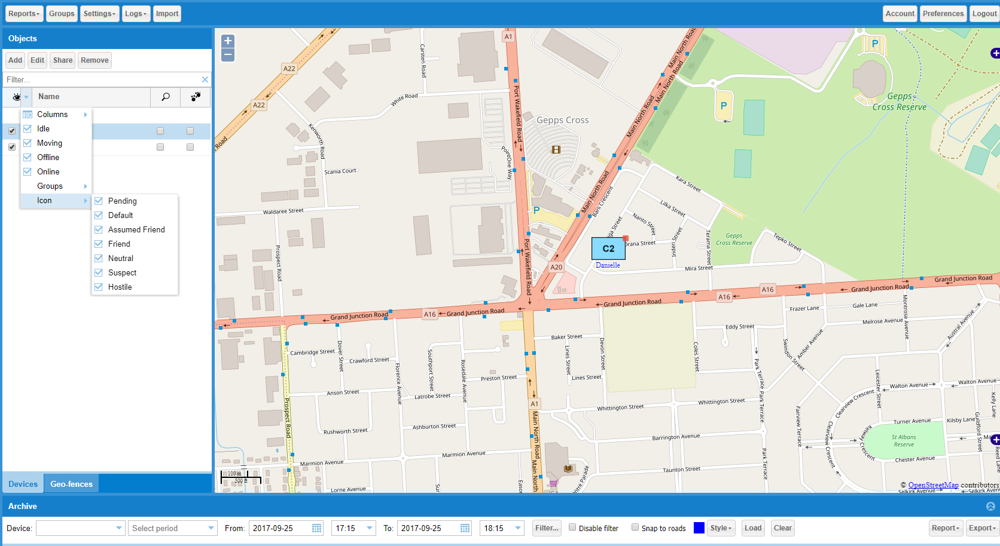 Reports Groups Settings Logs Import Account Preferences Logout
Objects
Add Edit Share Remove
Filter...
Name
Columns
Idle
Moving
Offline
Online
Groups
Icon
Pending
Default
Assumed Friend
Friend
Neutral
Suspect
Hostile
Devices Geo-fences
+
−
A1
A22
A22
Carsten Road
White Road
Kenworth Road
Road
Scania Court
Waldaree Street
Prospect Road
Port Wakefield Road
PointOne Way
Gepps Cross
Main North Road
Main North Road
Main North Road
Main North Road
Main North Road
P
P
P
Gepps
Cross Reserve
Kara Street
Barli Crescent
Lilka Street
Nanto Street
Orana Street
Inden Street
Terama Street
Gepps
Cross Reserve
Tepko Street
Mira Street
C2
Danielle
Port Wakefield Road
A20
A16
A16
A16
Grand Junction Road
Grand Junction Road
Grand Junction Road
Grand Junction Road
Grand Junction Road
Frazer Lane
Gale Lane
Montrose Avenue
Melrose Avenue
Austral Avenue
Eddy Street
Amber Avenue
Swindon Street
Baker Street
Devon Street
Coles Street
Lines Street
Lines Street
Park Terrace
Park Terrace
Park Terrace
Cambridge Street
Dover Street
Crawford Street
Florence Avenue
Southport Street
Rosedale Avenue
Preston Street
Anson Street
Latrobe Street
Prospect Road
A1
Whittington Street
Whittington Street
Leicester Street
Walton Avenue
Walton Avenue
Clearview Crescent
Clearview Crescent
Fairview Terrace
Kelway Crescent
Turner Avenue
Kilsby Lane
Kelly Lane
Guildford Street
Reed Lane
St Albans
Reserve
Chester Avenue
Rushworth Street
Ashburton Street
Barrington Avenue
Main North Road
Main North
Marmion Avenue
Marmion Avenue
Taunton Street
Lorne Avenue
Selkirk Avenue
Selkirk Avenue
IGA
100 m
500 ft
© OpenStreetMap contributors
Archive
Device: Select period From: 2017-09-25 17:15 To: 2017-09-25 18:15 Filter... Disable filter Snap to roads Style Load Clear Report Export